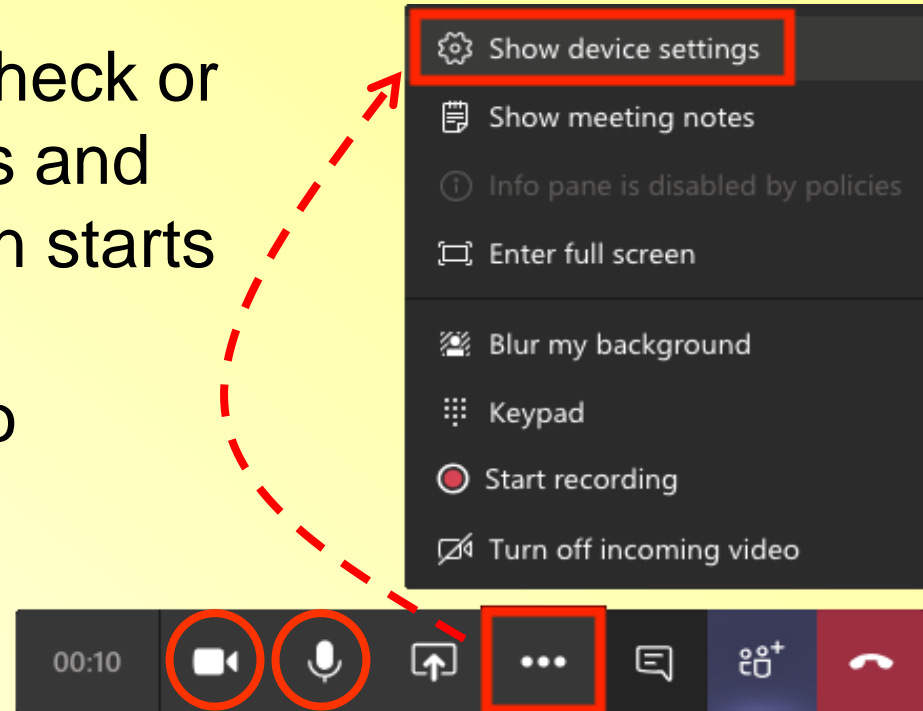 heck or
s and
n starts
o
Show device settings
Show meeting notes
Info pane is disabled by policies
Enter full screen
Blur my background
Keypad
Start recording
Turn off incoming video
00:10